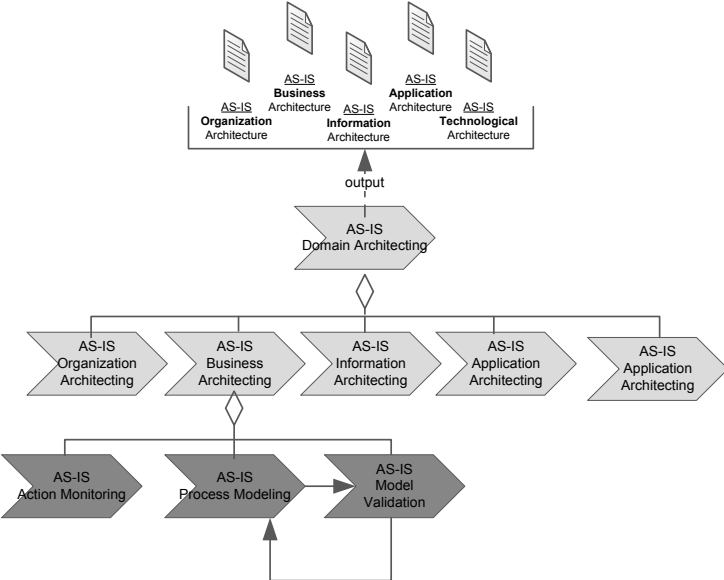 AS-IS
Organization
Architecture
AS-IS
Business
Architecture
AS-IS
Information
Architecture
AS-IS
Application
Architecture
AS-IS
Technological
Architecture
output
AS-IS
Domain Architecting
AS-IS
Organization
Architecting
AS-IS
Business
Architecting
AS-IS
Information
Architecting
AS-IS
Application
Architecting
AS-IS
Application
Architecting
AS-IS
Action Monitoring
AS-IS
Process Modeling
AS-IS
Model
Validation